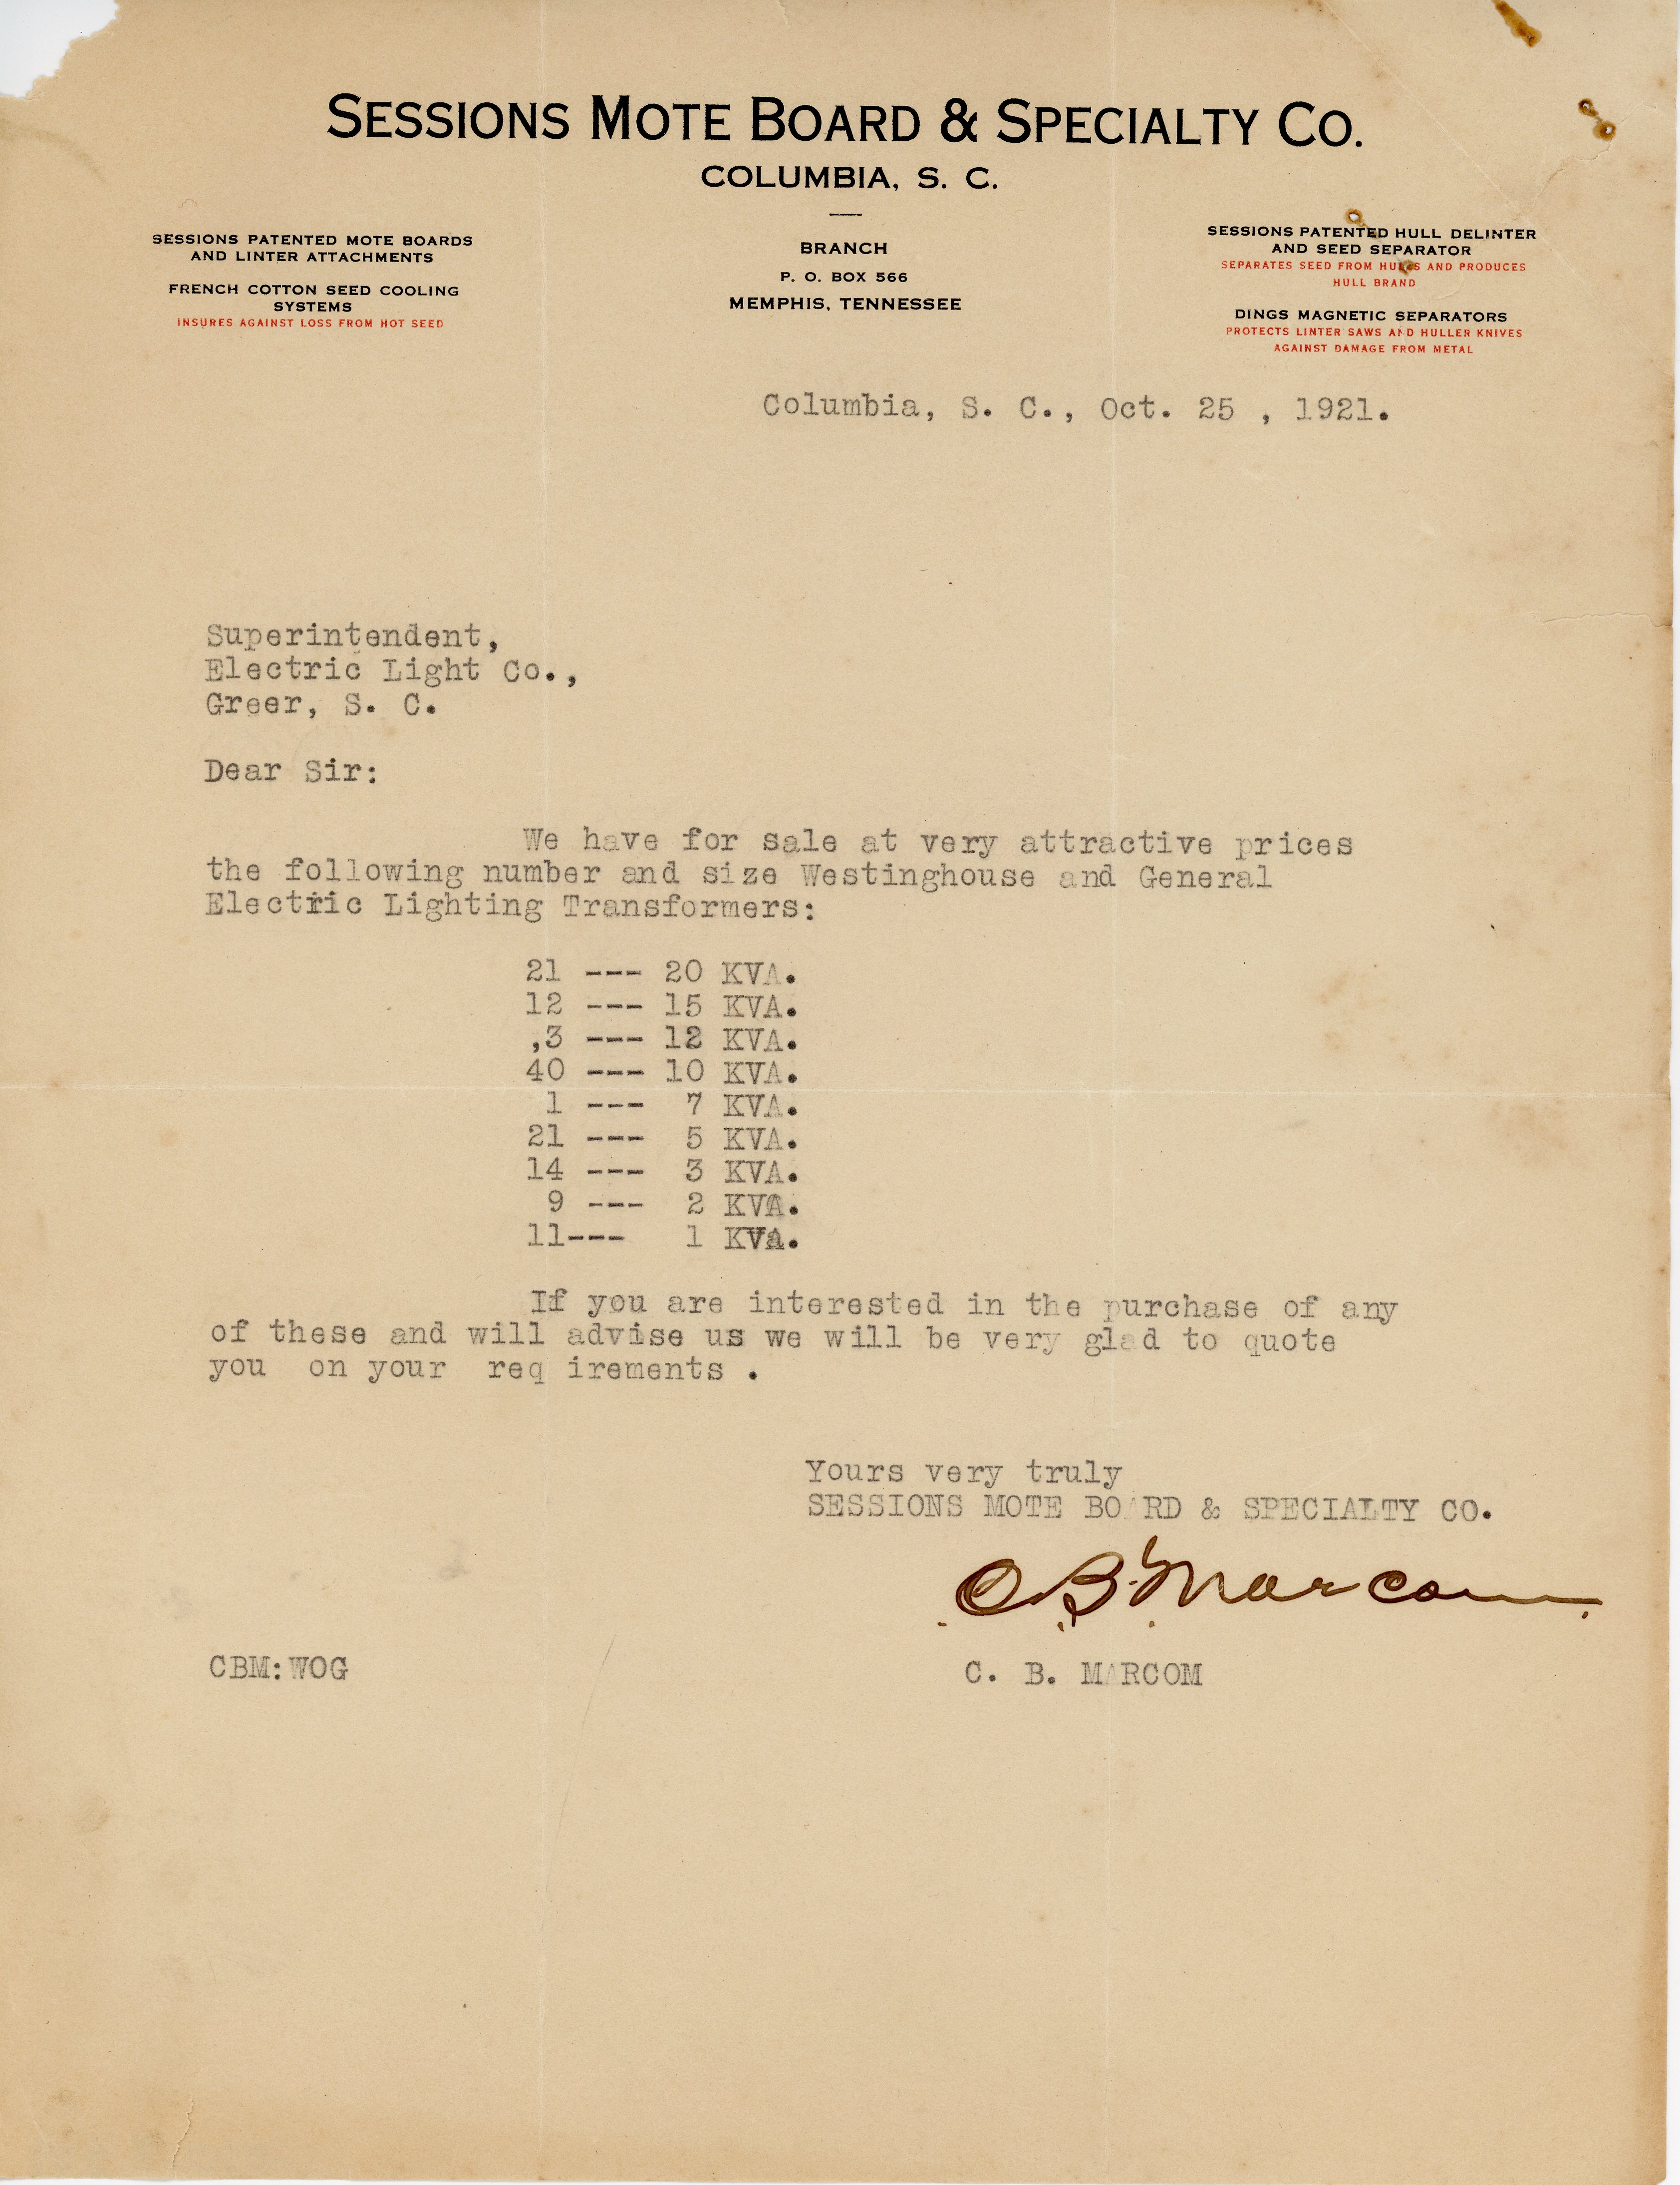 SESSIONS MOTE BOARD & SPECIALTY CO.
COLUMBIA, S. C.
SESSIONS PATENTED MOTE BOARDS
AND LINTER ATTACHMENTS
FRENCH COTTON SEED COOLING
SYSTEMS
INSURES AGAINST LOSS FROM HOT SEED
BRANCH
P. O. BOX 566
MEMPHIS, TENNESSEE
SESSIONS PATENTED HULL DELINTER
AND SEED SEPARATOR
SEPARATES SEED FROM HULLS AND PRODUCES
HULL BRAND
DINGS MAGNETIC SEPARATORS
PROTECTS LINTER SAWS AND HULLER KNIVES
AGAINST DAMAGE FROM METAL
Columbia, S. C., Oct. 25 , 1921.
Superintendent,
Electric Light Co.,
Greer, S. C.
Dear Sir:
We have for sale at very attractive prices
the following number and size Westinghouse and General
Electric Lighting Transformers:
21 --- 20 KVA.
12 --- 15 KVA.
,3 --- 12 KVA.
40 --- 10 KVA.
1 --- 7 KVA.
21 --- 5 KVA.
14 --- 3 KVA.
9 --- 2 KVA.
11--- 1 KVa.
If you are interested in the purchase of any
of these and will advise us we will be very glad to quote
you on your req irements .
Yours very truly
SESSIONS MOTE BOARD & SPECIALTY CO.
C B. Marcom
CBM:WOG
C. B. MARCOM